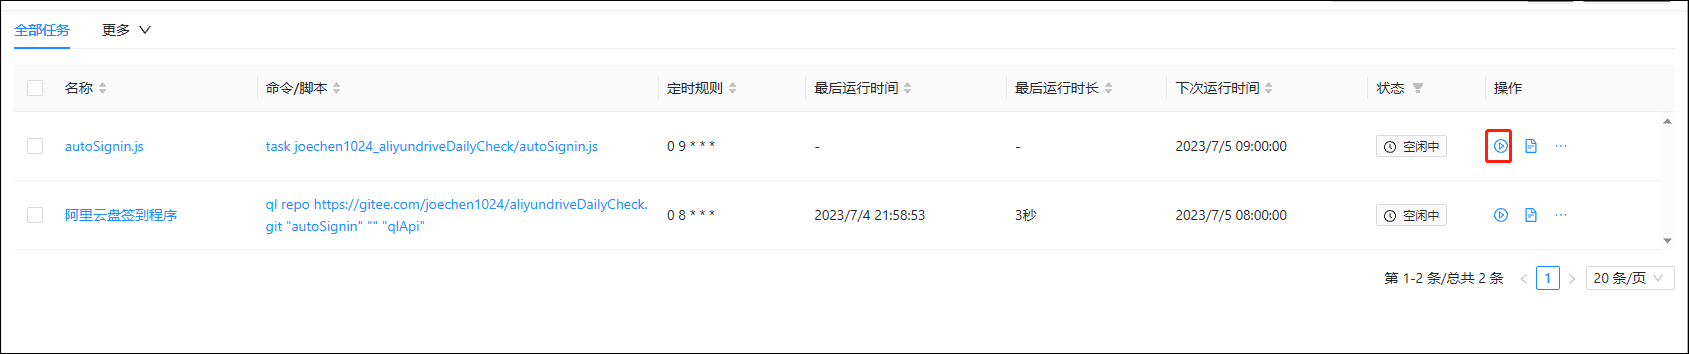 全部任务 更多
名称 命令/脚本 定时规则 最后运行时间 最后运行时长 下次运行时间 状态 操作
autoSignin.js task joechen1024_aliyundriveDailyCheck/autoSignin.js 0 9 * * * - - 2023/7/5 09:00:00 空闲中 ...
阿里云盘签到程序 ql repo https://gitee.com/joechen1024/aliyundriveDailyCheck. 0 8 * * * 2023/7/4 21:58:53 3秒 2023/7/5 08:00:00 空闲中 ...
git "autoSignin" "" "qlApi"
第 1-2 条/总共 2 条 < 1 > 20 条/页